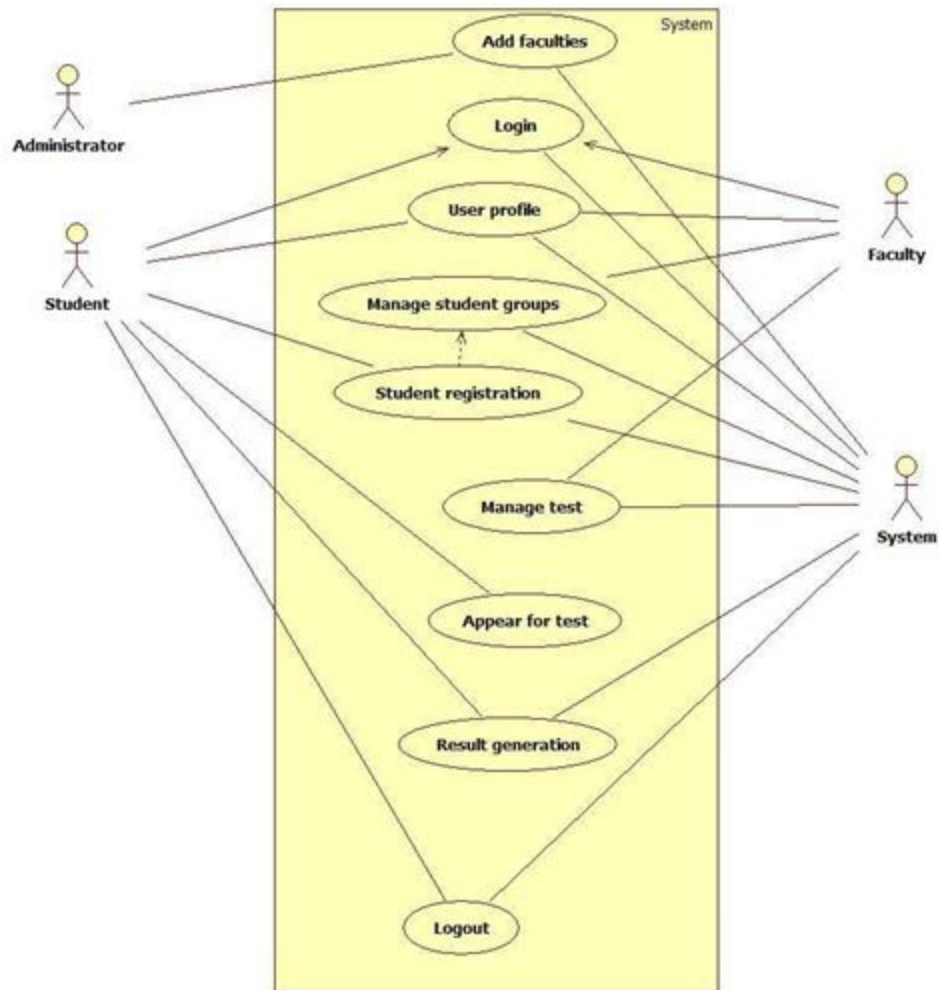 System
Add faculties
Administrator
Login
User profile
Faculty
Student
Manage student groups
Student registration
Manage test
System
Appear for test
Result generation
Logout